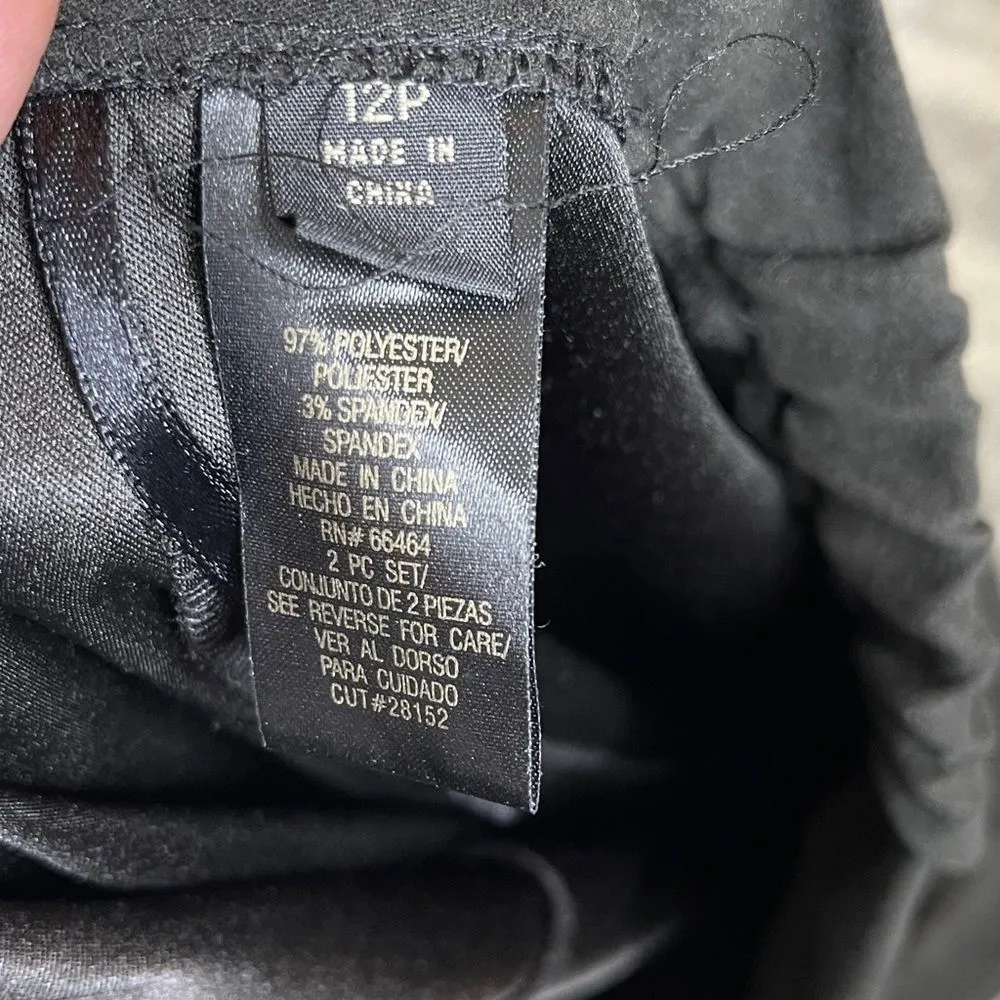 12P
MADE IN
CHINA
97% POLYESTER/
POLIESTER
3% SPANDEX/
SPANDEX
MADE IN CHINA
HECHO EN CHINA
RN# 66464
2 PC SET/
CONJUNTO DE 2 PIEZAS
SEE REVERSE FOR CARE/
VER AL DORSO
PARA CUIDADO
CUT#28152